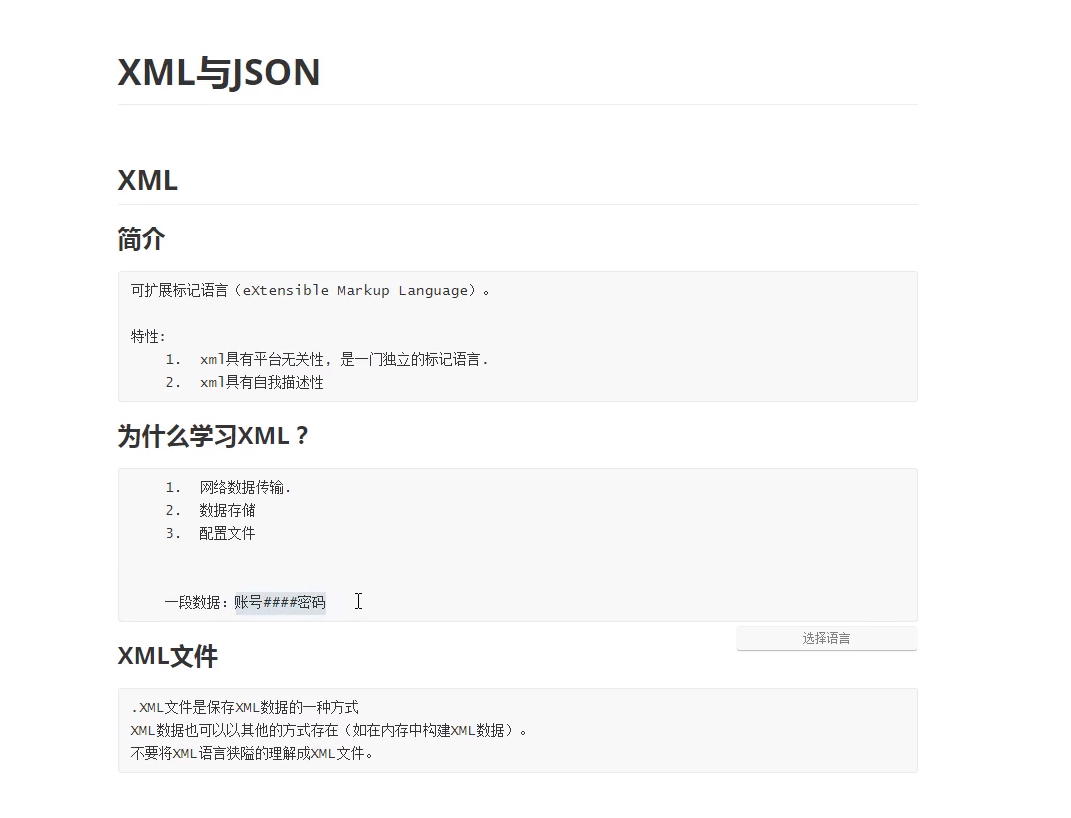 XML与JSON
XML
简介
可扩展标记语言（eXtensible Markup Language）。
特性:
1. xml具有平台无关性, 是一门独立的标记语言.
2. xml具有自我描述性
为什么学习XML？
1. 网络数据传输.
2. 数据存储
3. 配置文件
一段数据：账号####密码
选择语言
XML文件
.XML文件是保存XML数据的一种方式
XML数据也可以以其他的方式存在（如在内存中构建XML数据）。
不要将XML语言狭隘的理解成XML文件。